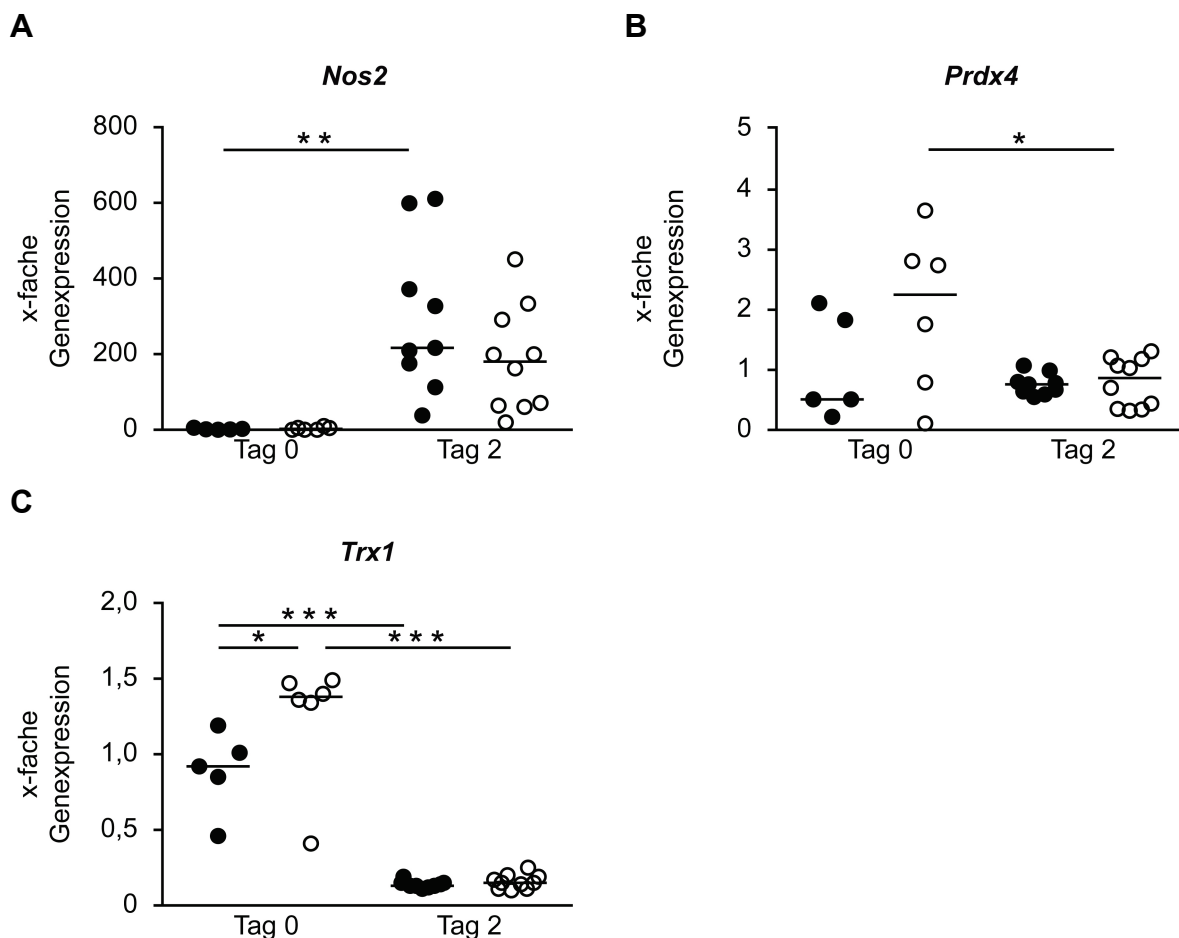 A
Nos2
x-fache
Genexpression
800
600
400
200
0
* *
Tag 0
Tag 2
B
Prdx4
x-fache
Genexpression
5
4
3
2
1
0
*
Tag 0
Tag 2
C
Trx1
x-fache
Genexpression
2,0
1,5
1,0
0,5
0
* * *
*
* * *
Tag 0
Tag 2